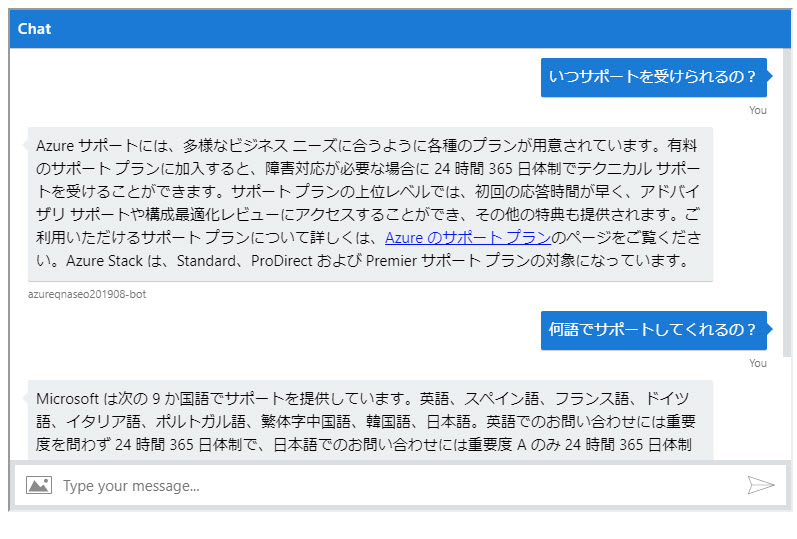 Chat
いつサポートを受けられるの？
You
Azure サポートには、多様なビジネス ニーズに合うように各種のプランが用意されています。有料
のサポート プランに加入すると、障害対応が必要な場合に 24 時間 365 日体制でテクニカル サポー
トを受けることができます。サポート プランの上位レベルでは、初回の応答時間が早く、アドバイ
ザリ サポートや構成最適化レビューにアクセスすることができ、その他の特典も提供されます。ご
利用いただけるサポート プランについて詳しくは、Azure のサポート プランのページをご覧くださ
い。Azure Stack は、Standard、ProDirect および Premier サポート プランの対象になっています。
azureqnaseo201908-bot
何語でサポートしてくれるの？
You
Microsoft は次の 9 か国語でサポートを提供しています。英語、スペイン語、フランス語、ドイツ
語、イタリア語、ポルトガル語、繁体字中国語、韓国語、日本語。英語でのお問い合わせには重要
度を問わず 24 時間 365 日体制で、日本語でのお問い合わせには重要度 A のみ 24 時間 365 日体制
Type your message...